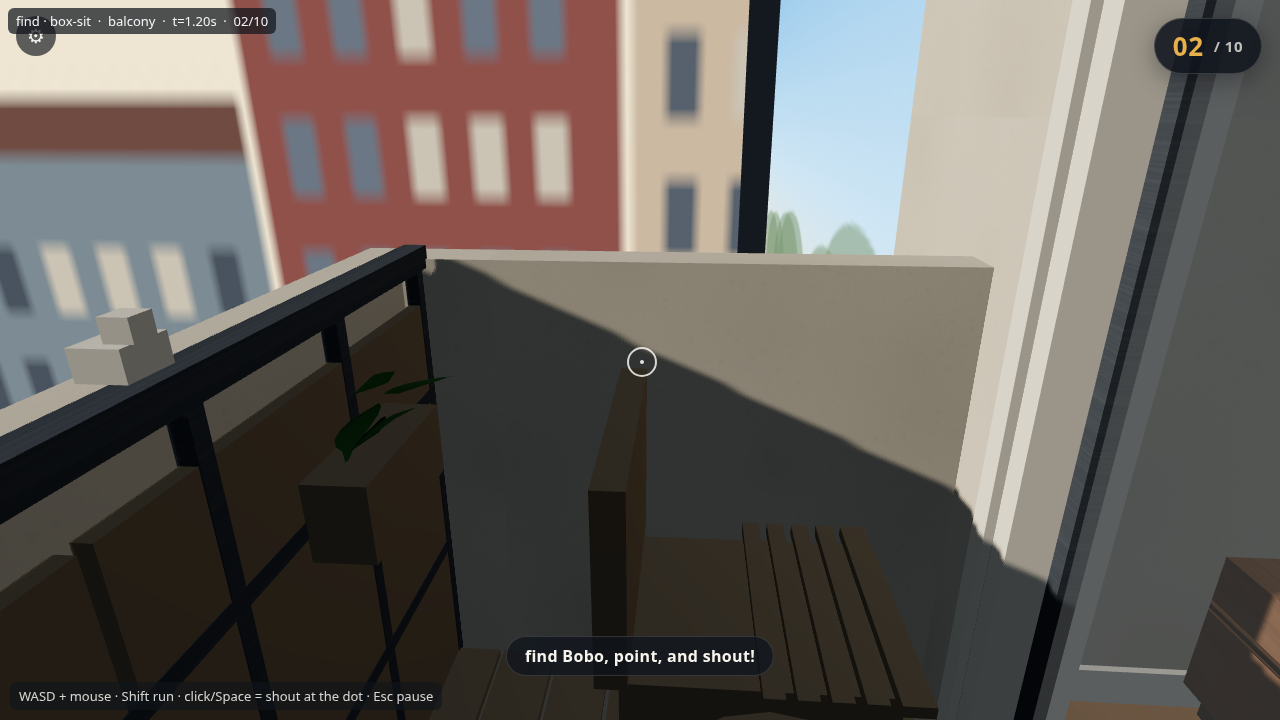 find · box-sit · balcony · t=1.20s · 02/10
02 / 10
find Bobo, point, and shout!
WASD + mouse · Shift run · click/Space = shout at the dot · Esc pause